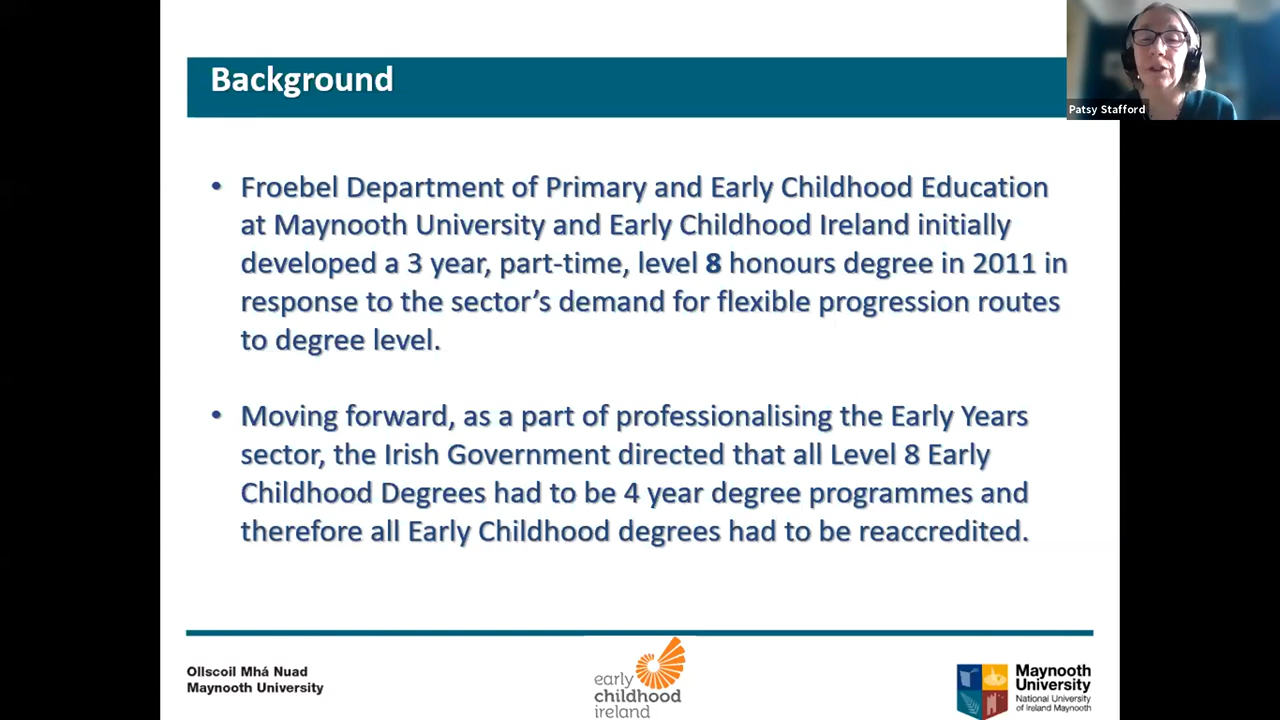 Background
Patsy Stafford
• Froebel Department of Primary and Early Childhood Education
at Maynooth University and Early Childhood Ireland initially
developed a 3 year, part-time, level 8 honours degree in 2011 in
response to the sector’s demand for flexible progression routes
to degree level.
• Moving forward, as a part of professionalising the Early Years
sector, the Irish Government directed that all Level 8 Early
Childhood Degrees had to be 4 year degree programmes and
therefore all Early Childhood degrees had to be reaccredited.
Ollscoil Mhá Nuad
Maynooth University
early
childhood
ireland
Maynooth
University
National University
of Ireland Maynooth